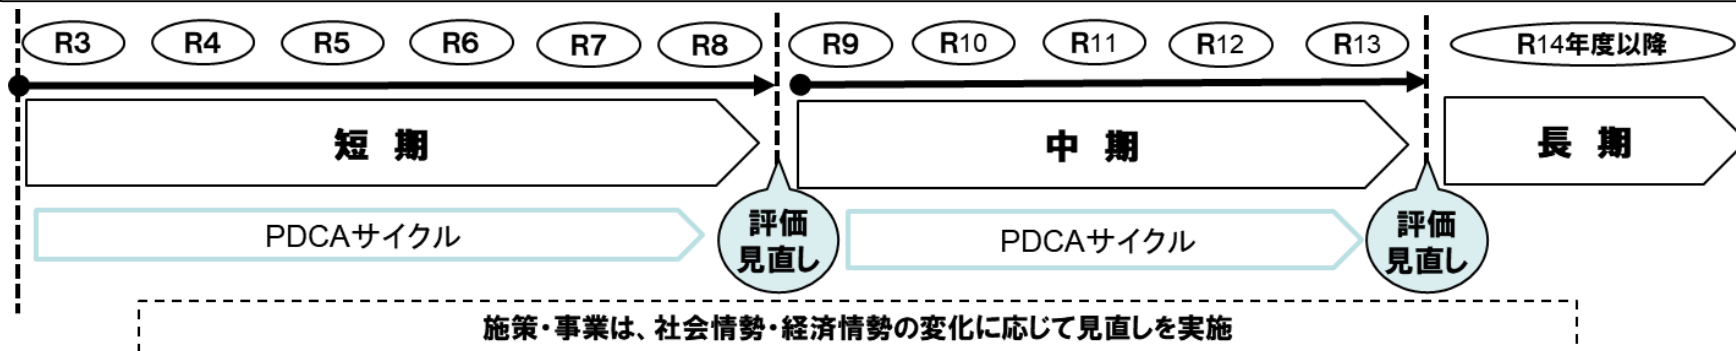 R3 R4 R5 R6 R7 R8 R9 R10 R11 R12 R13 R14年度以降
短 期 中 期 長 期
PDCAサイクル
評価
見直し
PDCAサイクル
評価
見直し
施策・事業は、社会情勢・経済情勢の変化に応じて見直しを実施